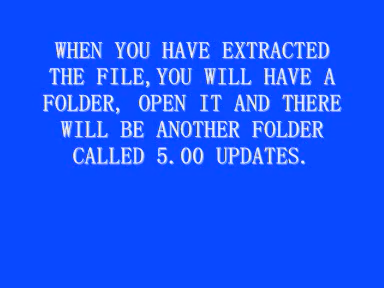 WHEN YOU HAVE EXTRACTED
THE FILE,YOU WILL HAVE A
FOLDER, OPEN IT AND THERE
WILL BE ANOTHER FOLDER
CALLED 5.00 UPDATES.